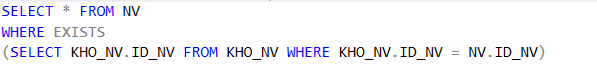 SELECT * FROM NV
WHERE EXISTS
(SELECT KHO_NV.ID_NV FROM KHO_NV WHERE KHO_NV.ID_NV = NV.ID_NV)